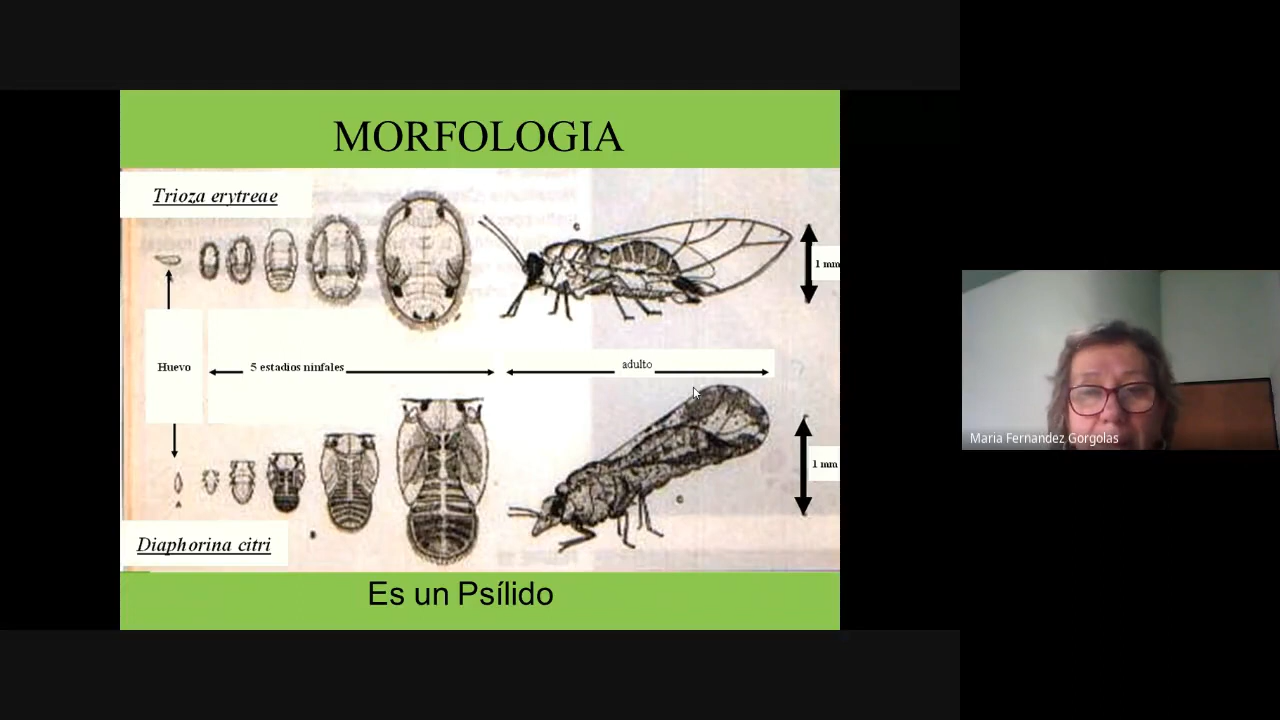 MORFOLOGIA
Trioza erytreae
c
1 mm
Huevo
5 estadios ninfales
adulto
A
B
c
1 mm
Diaphorina citri
Es un Psílido
Maria Fernandez Gorgolas